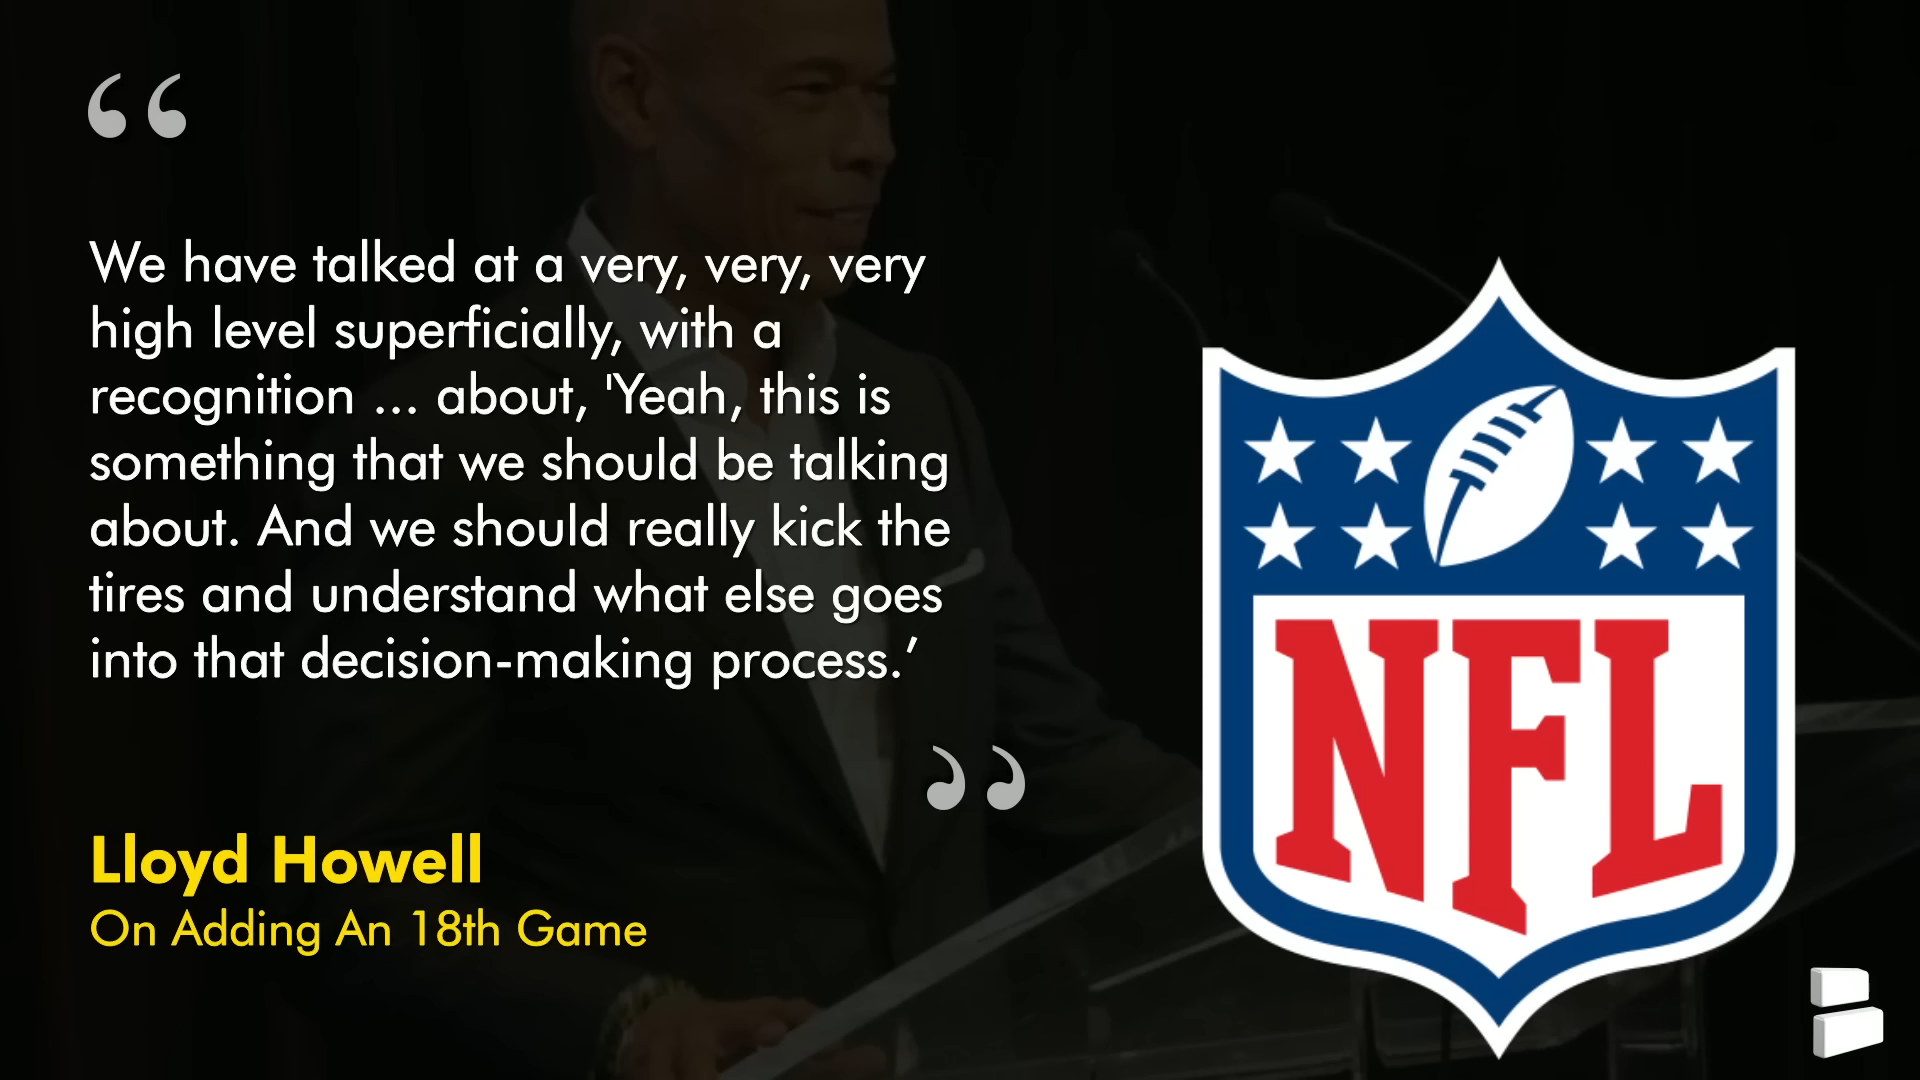 “
We have talked at a very, very, very
high level superficially, with a
recognition ... about, 'Yeah, this is
something that we should be talking
about. And we should really kick the
tires and understand what else goes
into that decision-making process.’
”
Lloyd Howell
On Adding An 18th Game
NFL